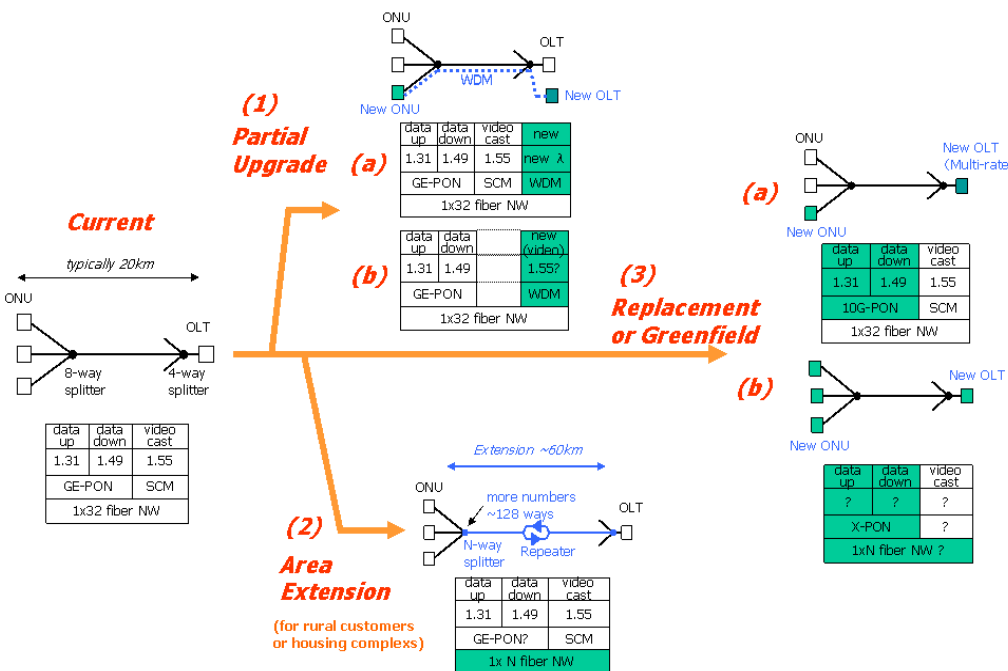 Current
typically 20km
ONU
OLT
8-way
splitter
4-way
splitter
data
up
data
down
video
cast
1.31
1.49
1.55
GE-PON
SCM
1x32 fiber NW
(1)
Partial
Upgrade
ONU
OLT
WDM
New ONU
New OLT
(a)
data
up
data
down
video
cast
new
1.31
1.49
1.55
new λ
GE-PON
SCM
WDM
1x32 fiber NW
(b)
data
up
data
down
new
(video)
1.31
1.49
1.55?
GE-PON
WDM
1x32 fiber NW
(2)
Area
Extension
(for rural customers
or housing complexs)
Extension ~60km
ONU
OLT
more numbers
~128 ways
N-way
splitter
Repeater
data
up
data
down
video
cast
1.31
1.49
1.55
GE-PON?
SCM
1x N fiber NW
(3)
Replacement
or Greenfield
(a)
ONU
New OLT
(Multi-rate)
New ONU
data
up
data
down
video
cast
1.31
1.49
1.55
10G-PON
SCM
1x32 fiber NW
(b)
New OLT
New ONU
data
up
data
down
video
cast
?
?
?
X-PON
?
1xN fiber NW ?